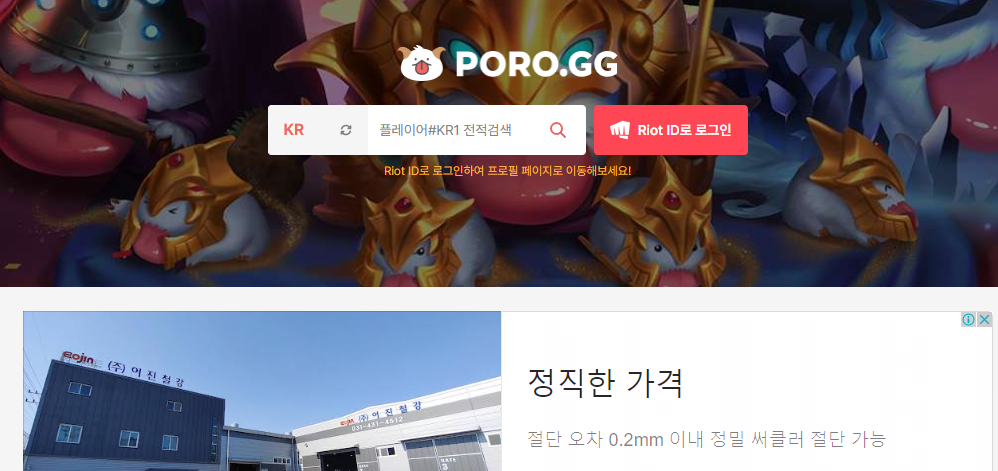 PORO.GG
KR
플레이어#KR1 전적검색
Riot ID로 로그인
Riot ID로 로그인하여 프로필 페이지로 이동해보세요!
eojin (주)어진철강
eojin (주)어진철강
031-431-4512
정직한 가격
절단 오차 0.2mm 이내 정밀 써클러 절단 가능